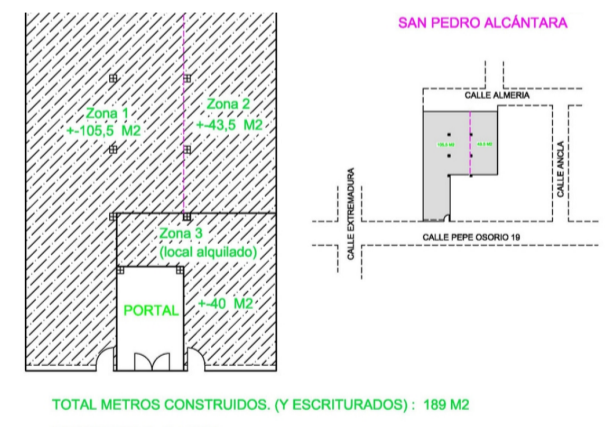 SAN PEDRO ALCÁNTARA
Zona 1
+-105,5 M2
Zona 2
+-43,5 M2
Zona 3
(local alquilado)
+-40 M2
PORTAL
CALLE ALMERIA
CALLE ANCLA
CALLE EXTREMADURA
CALLE PEPE OSORIO 19
TOTAL METROS CONSTRUIDOS. (Y ESCRITURADOS) : 189 M2